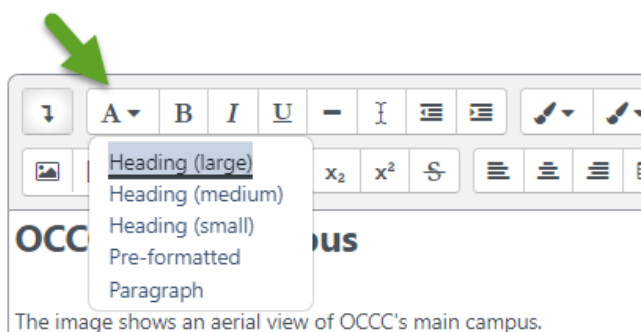 A B I U
Heading (large)
x₂ x² S
Heading (medium)
Heading (small)
OCC pus
Pre-formatted
Paragraph
The image shows an aerial view of OCCC's main campus.